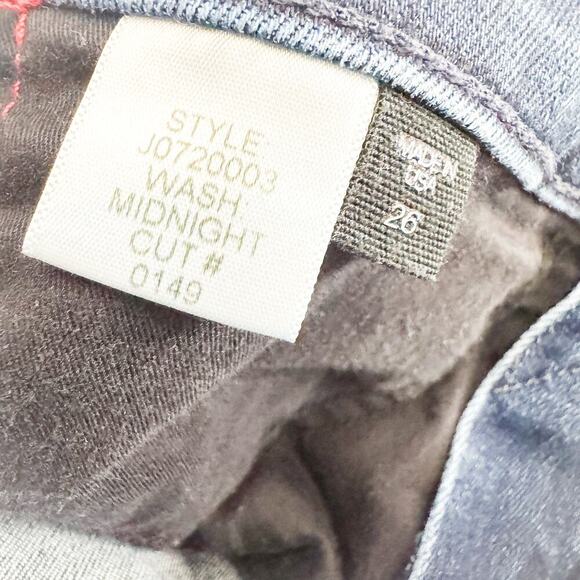 STYLE:
J0720003
WASH:
MIDNIGHT
CUT #
0149
MADE IN
USA
26